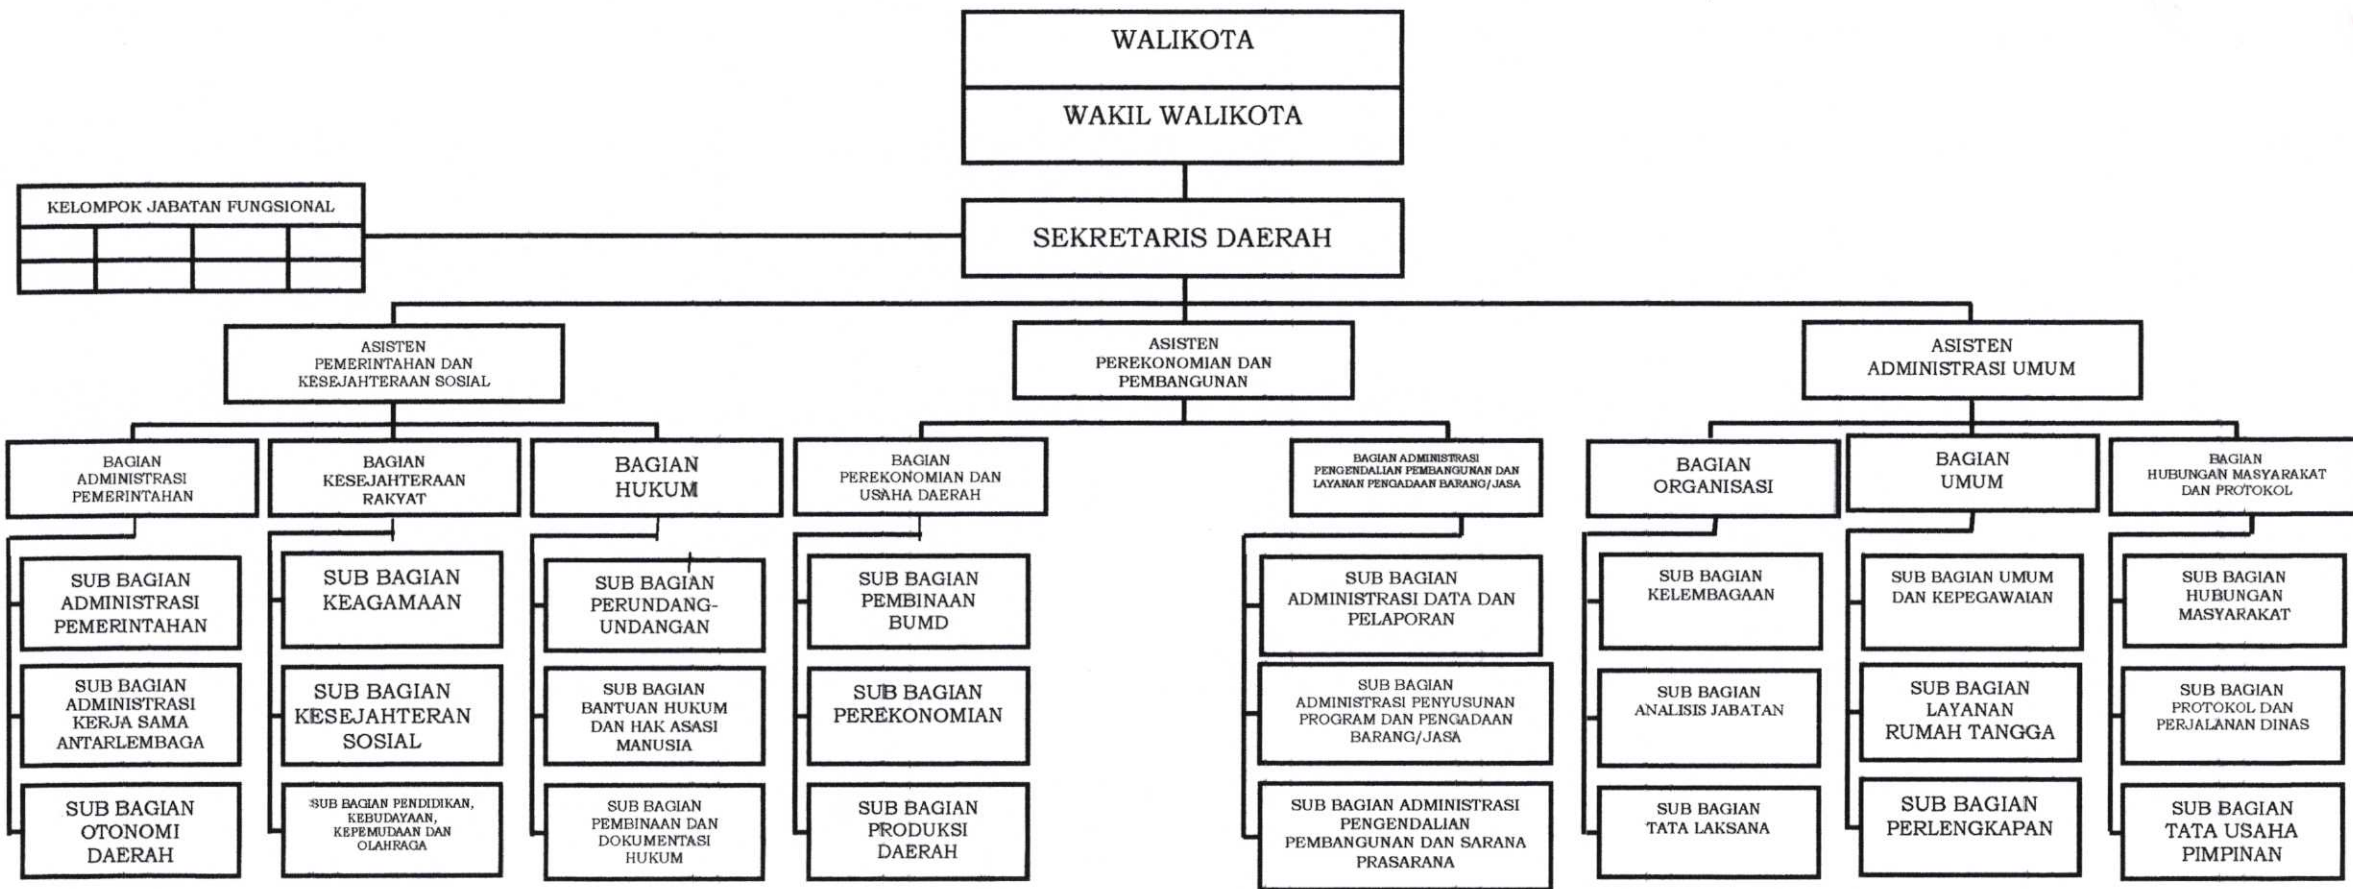 WALIKOTA
WAKIL WALIKOTA
KELOMPOK JABATAN FUNGSIONAL
SEKRETARIS DAERAH
ASISTEN
PEMERINTAHAN DAN
KESEJAHTERAAN SOSIAL
ASISTEN
PEREKONOMIAN DAN
PEMBANGUNAN
ASISTEN
ADMINISTRASI UMUM
BAGIAN
ADMINISTRASI
PEMERINTAHAN
BAGIAN
KESEJAHTERAAN
RAKYAT
BAGIAN
HUKUM
BAGIAN
PEREKONOMIAN DAN
USAHA DAERAH
BAGIAN ADMINISTRASI
PENGENDALIAN PEMBANGUNAN DAN
LAYANAN PENGADAAN BARANG/JASA
BAGIAN
ORGANISASI
BAGIAN
UMUM
BAGIAN
HUBUNGAN MASYARAKAT
DAN PROTOKOL
SUB BAGIAN
ADMINISTRASI
PEMERINTAHAN
SUB BAGIAN
KEAGAMAAN
SUB BAGIAN
PERUNDANG-
UNDANGAN
SUB BAGIAN
PEMBINAAN
BUMD
SUB BAGIAN
ADMINISTRASI DATA DAN
PELAPORAN
SUB BAGIAN
KELEMBAGAAN
SUB BAGIAN UMUM
DAN KEPEGAWAIAN
SUB BAGIAN
HUBUNGAN
MASYARAKAT
SUB BAGIAN
ADMINISTRASI
KERJA SAMA
ANTARLEMBAGA
SUB BAGIAN
KESEJAHTERAN
SOSIAL
SUB BAGIAN
BANTUAN HUKUM
DAN HAK ASASI
MANUSIA
SUB BAGIAN
PEREKONOMIAN
SUB BAGIAN
ADMINISTRASI PENYUSUNAN
PROGRAM DAN PENGADAAN
BARANG/JASA
SUB BAGIAN
ANALISIS JABATAN
SUB BAGIAN
LAYANAN
RUMAH TANGGA
SUB BAGIAN
PROTOKOL DAN
PERJALANAN DINAS
SUB BAGIAN
OTONOMI
DAERAH
SUB BAGIAN PENDIDIKAN,
KEBUDAYAAN,
KEPEMUDAAN DAN
OLAHRAGA
SUB BAGIAN
PEMBINAAN DAN
DOKUMENTASI
HUKUM
SUB BAGIAN
PRODUKSI
DAERAH
SUB BAGIAN ADMINISTRASI
PENGENDALIAN
PEMBANGUNAN DAN SARANA
PRASARANA
SUB BAGIAN
TATA LAKSANA
SUB BAGIAN
PERLENGKAPAN
SUB BAGIAN
TATA USAHA
PIMPINAN